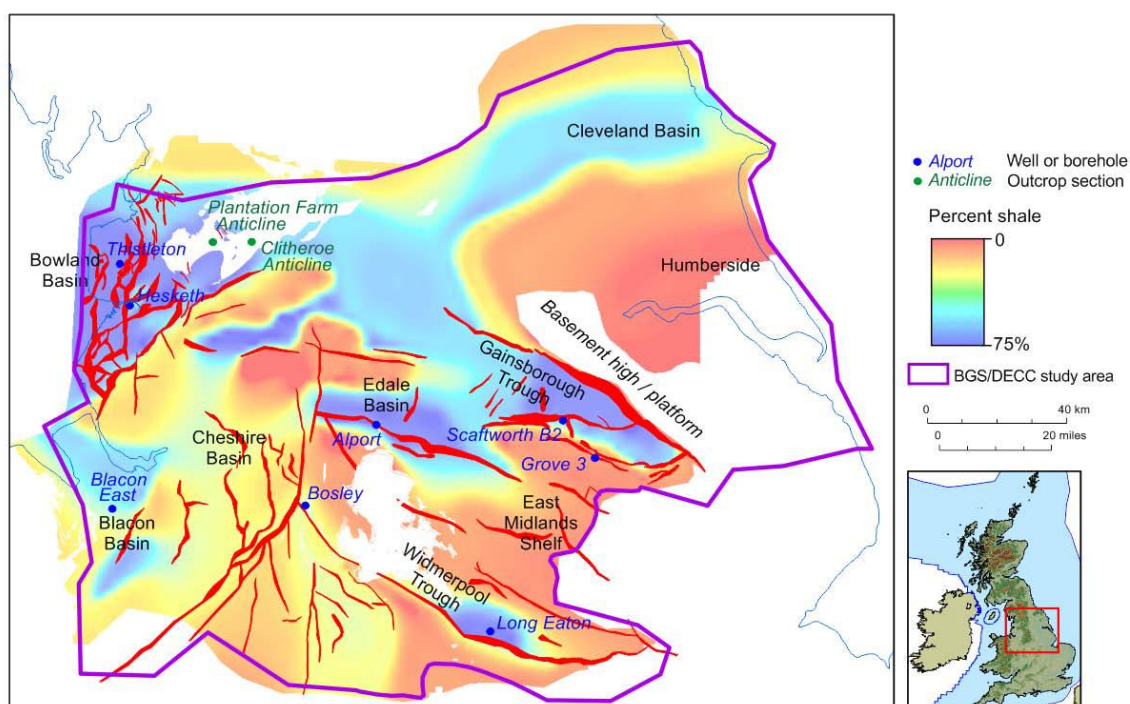 Cleveland Basin
Plantation Farm
Anticline
Thistleton
Clitheroe
Anticline
Bowland
Basin
Hesketh
Humberside
Basement high / platform
Gainsborough
Trough
Edale
Basin
Alport
Scaftworth B2
Grove 3
Cheshire
Basin
Blacon
East
Blacon
Basin
Bosley
East
Midlands
Shelf
Widmerpool
Trough
Long Eaton
Alport Well or borehole
Anticline Outcrop section
Percent shale
0
75%
BGS/DECC study area
0 40 km
0 20 miles